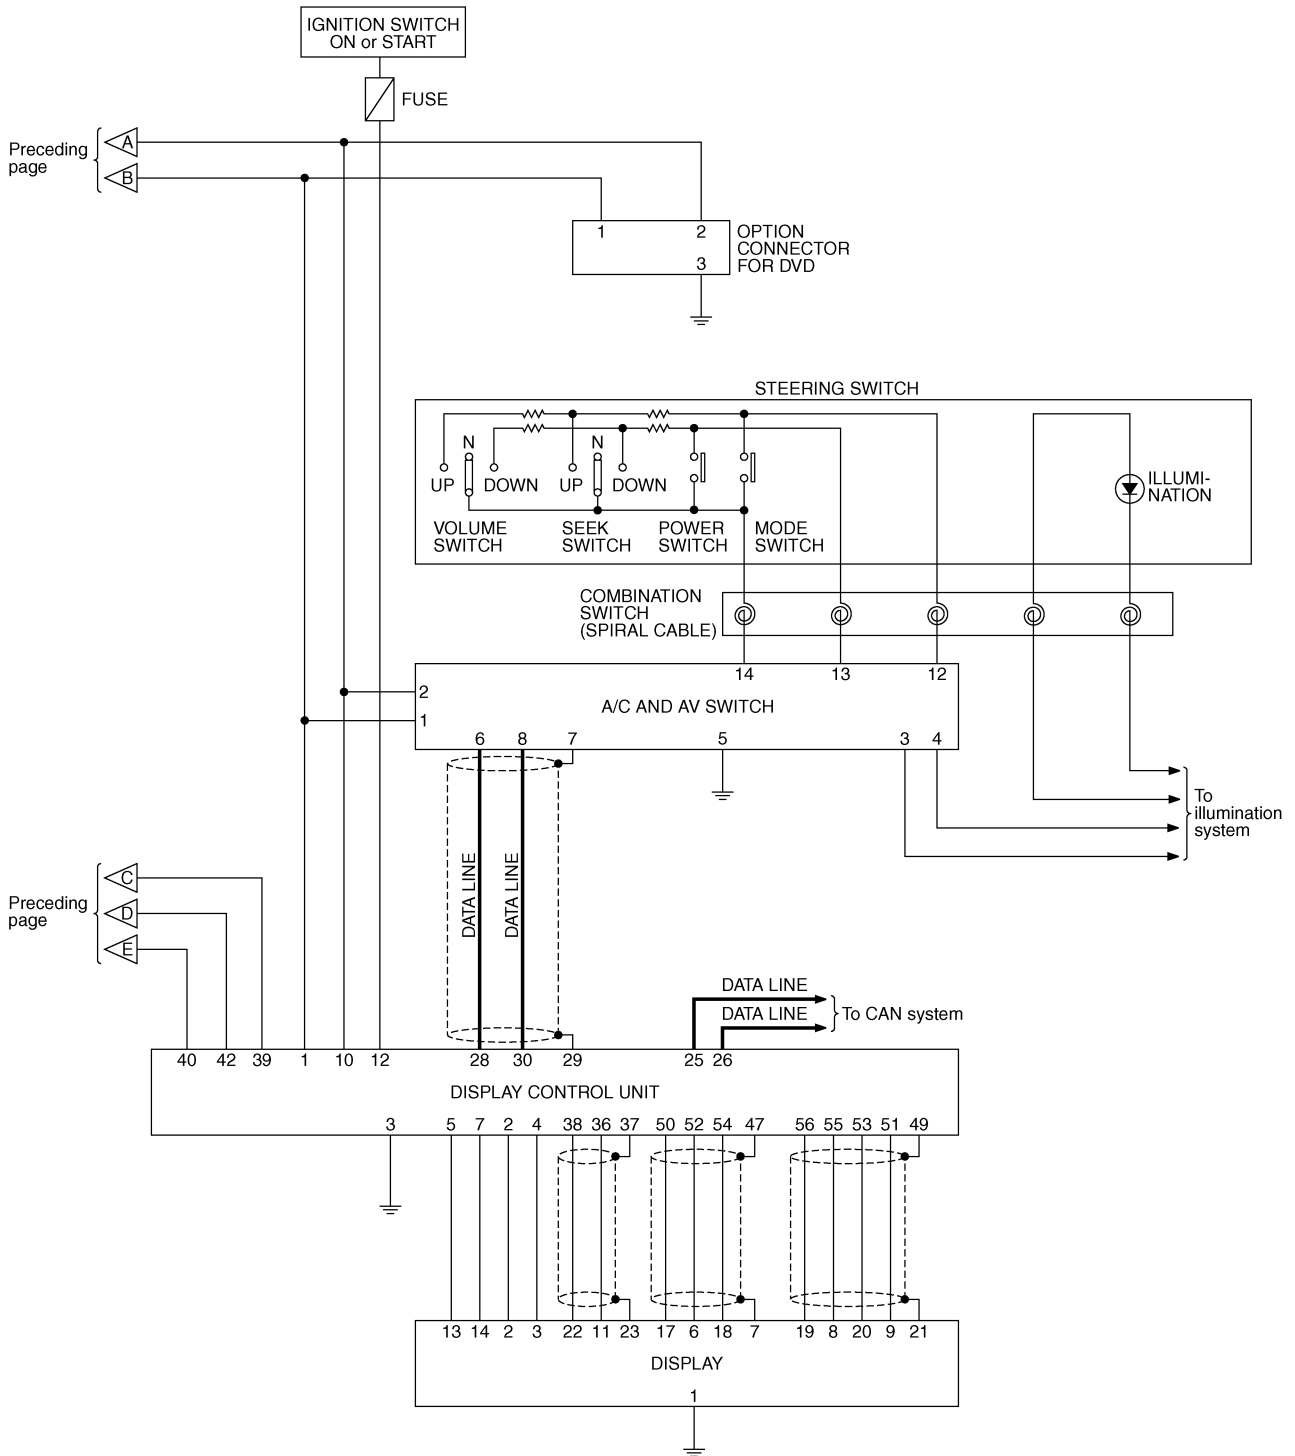 IGNITION SWITCH
ON or START
FUSE
Preceding
page
A
B
1 2
3
OPTION
CONNECTOR
FOR DVD
STEERING SWITCH
N N
UP DOWN UP DOWN
ILLUMI-
NATION
VOLUME
SWITCH
SEEK
SWITCH
POWER
SWITCH
MODE
SWITCH
COMBINATION
SWITCH
(SPIRAL CABLE)
14 13 12
2
A/C AND AV SWITCH
1
6 8 7 5 3 4
To
illumination
system
DATA LINE
DATA LINE
Preceding
page
C
D
E
DATA LINE
DATA LINE
To CAN system
40 42 39 1 10 12 28 30 29 25 26
DISPLAY CONTROL UNIT
3 5 7 2 4 38 36 37 50 52 54 47 56 55 53 51 49
13 14 2 3 22 11 23 17 6 18 7 19 8 20 9 21
DISPLAY
1